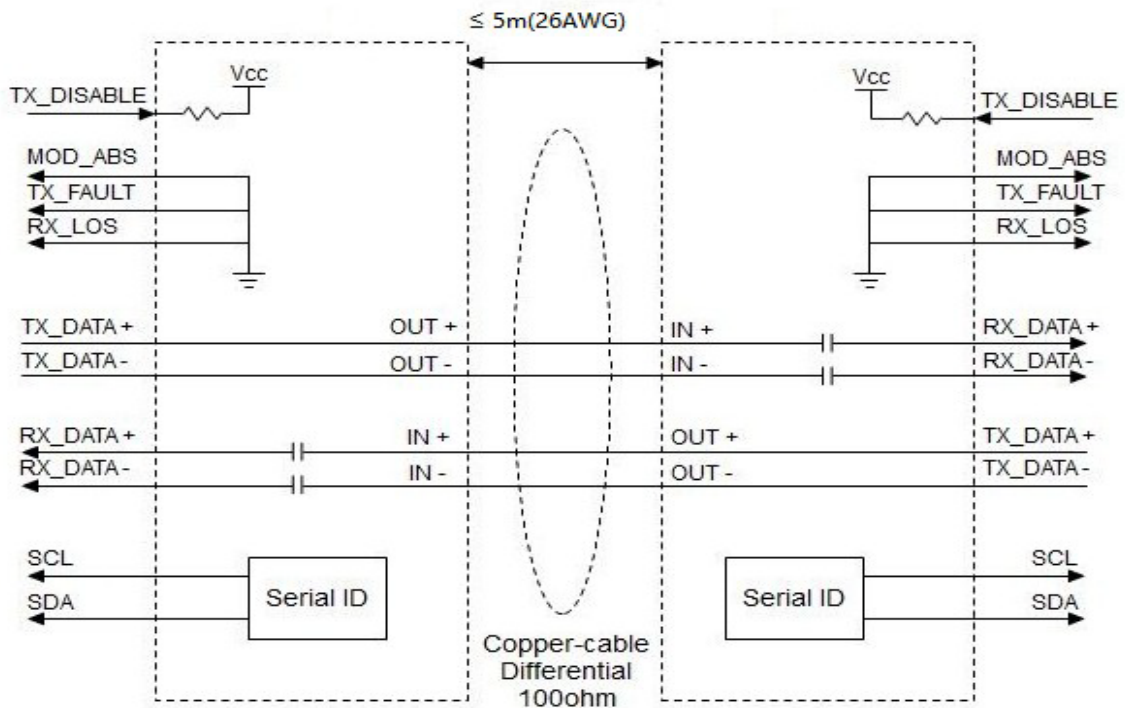 ≤ 5m(26AWG)
Vcc
Vcc
TX_DISABLE
TX_DISABLE
MOD_ABS
MOD_ABS
TX_FAULT
TX_FAULT
RX_LOS
RX_LOS
TX_DATA+
OUT +
IN +
RX_DATA+
TX_DATA-
OUT -
IN -
RX_DATA-
RX_DATA+
IN +
OUT +
TX_DATA+
RX_DATA-
IN -
OUT -
TX_DATA-
SCL
SCL
Serial ID
Serial ID
SDA
SDA
Copper-cable
Differential
100ohm